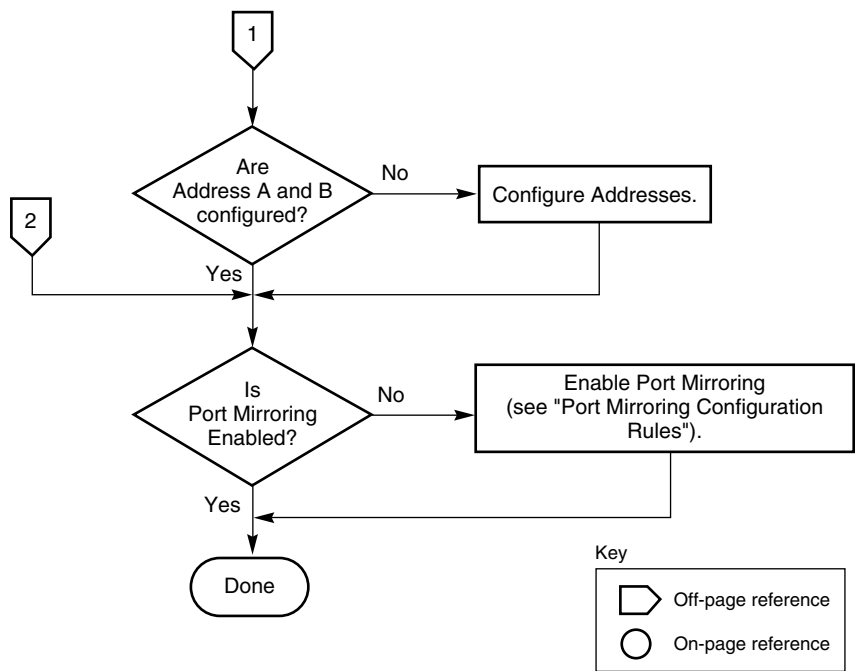 1
Are
Address A and B
configured?
No
Configure Addresses.
2
Yes
Is
Port Mirroring
Enabled?
No
Enable Port Mirroring
(see "Port Mirroring Configuration
Rules").
Yes
Done
Key
Off-page reference
On-page reference